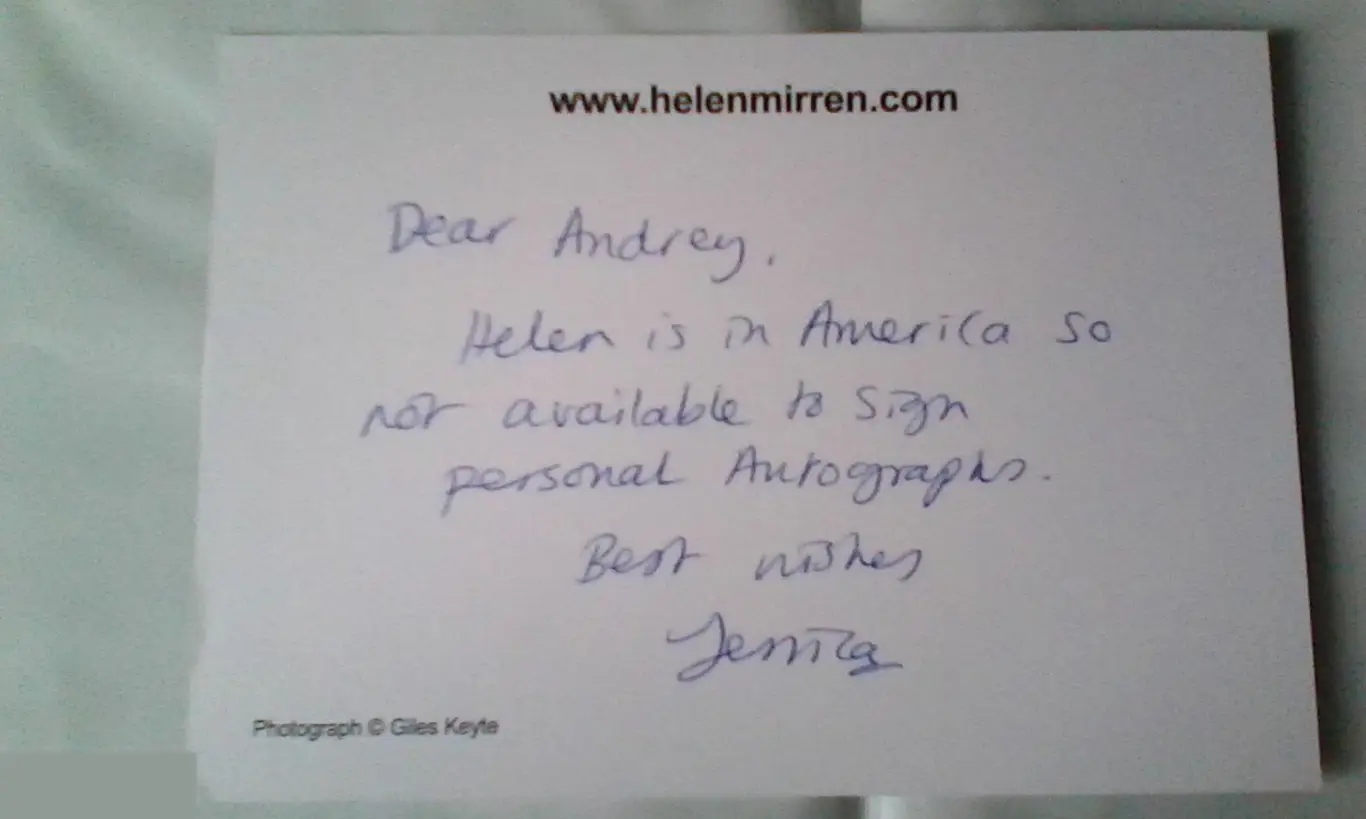 www.helenmirren.com
Dear Andrey.
Helen is in America so
not available to sign
personal Autographs.
Best wishes
Jessica
Photograph © Giles Keyte